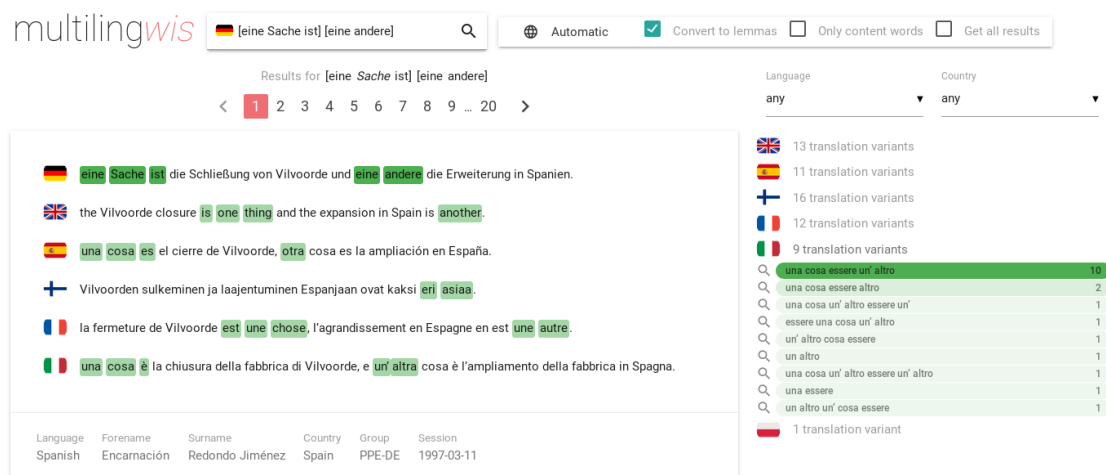 multilingwis
[eine Sache ist] [eine andere]
Automatic
Convert to lemmas
Only content words
Get all results
Results for [eine Sache ist] [eine andere]
1 2 3 4 5 6 7 8 9 ... 20
eine Sache ist die Schließung von Vilvoorde und eine andere die Erweiterung in Spanien.
the Vilvoorde closure is one thing and the expansion in Spain is another.
una cosa es el cierre de Vilvoorde, otra cosa es la ampliación en España.
Vilvoorden sulkeminen ja laajentuminen Espanjaan ovat kaksi eri asiaa.
la fermeture de Vilvoorde est une chose, l'agrandissement en Espagne en est une autre.
una cosa è la chiusura della fabbrica di Vilvoorde, e un' altra cosa è l'ampliamento della fabbrica in Spagna.
Language Forename Surname Country Group Session
Spanish Encarnación Redondo Jiménez Spain PPE-DE 1997-03-11
Language Country
any any
13 translation variants
11 translation variants
16 translation variants
12 translation variants
9 translation variants
una cosa essere un' altro 10
una cosa essere altro 2
una cosa un' altro essere un' 1
essere una cosa un' altro 1
un' altro cosa essere 1
un altro 1
una cosa un' altro essere un' altro 1
una essere 1
un altro un' cosa essere 1
1 translation variant